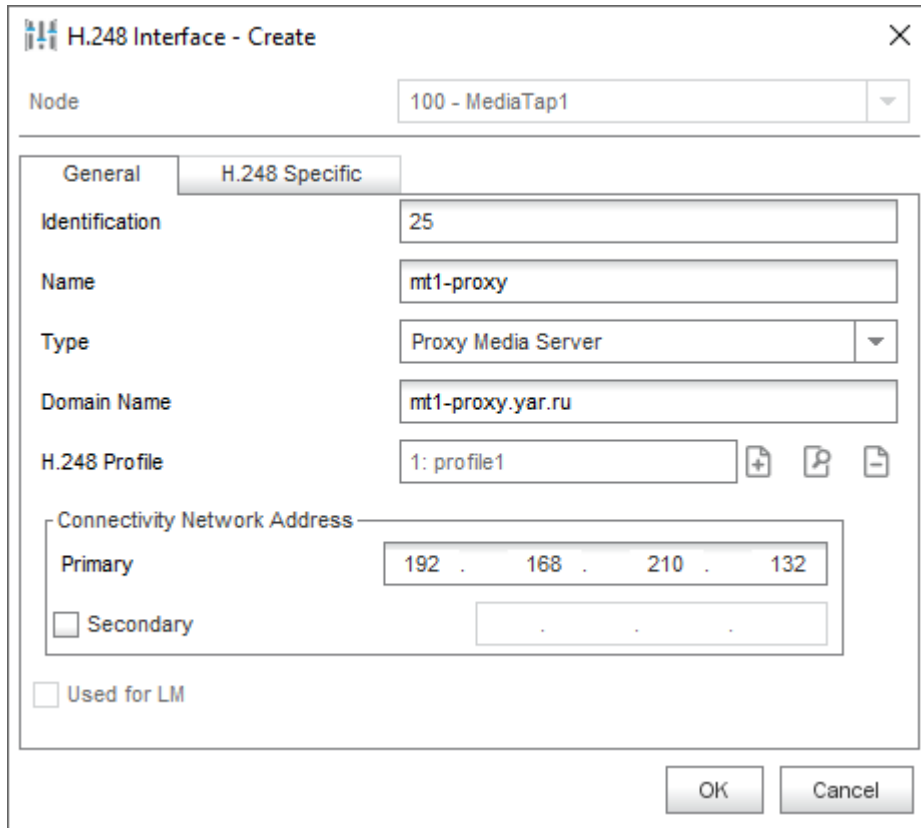 H.248 Interface - Create
Node 100 - MediaTap1
General H.248 Specific
Identification 25
Name mt1-proxy
Type Proxy Media Server
Domain Name mt1-proxy.yar.ru
H.248 Profile 1: profile1
Connectivity Network Address
Primary 192 . 168 . 210 . 132
Secondary . . .
Used for LM
OK Cancel